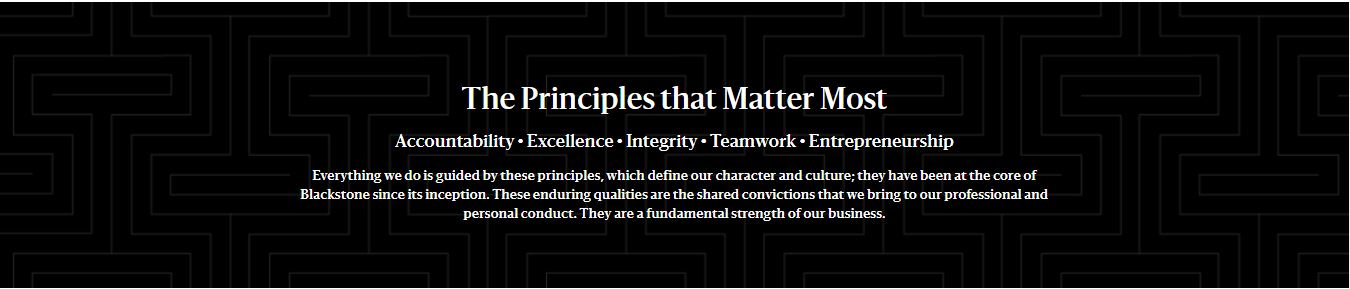 The Principles that Matter Most
Accountability • Excellence • Integrity • Teamwork • Entrepreneurship
Everything we do is guided by these principles, which define our character and culture; they have been at the core of
Blackstone since its inception. These enduring qualities are the shared convictions that we bring to our professional and
personal conduct. They are a fundamental strength of our business.